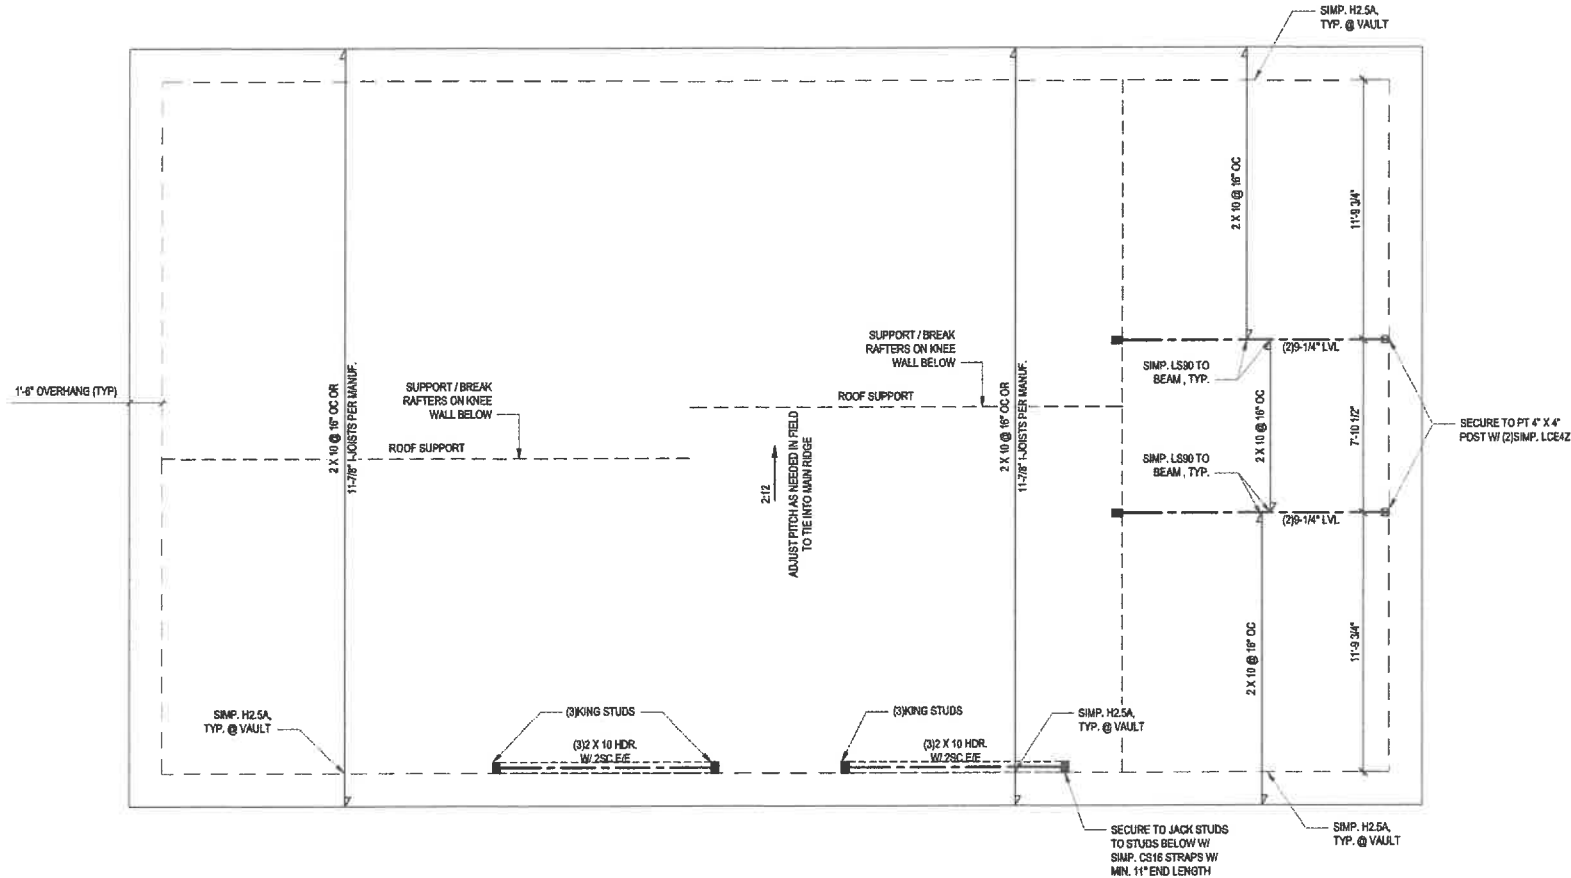 SIMP. H2.5A,
TYP. @ VAULT
2 X 10 @ 16" OC
11'-9 3/4"
SUPPORT / BREAK
RAFTERS ON KNEE
WALL BELOW
(2)9-1/4" LVL
SIMP. LS90 TO
BEAM , TYP.
1'-6" OVERHANG (TYP)
2 X 10 @ 16" OC OR
11-7/8" I-JOISTS PER MANUF.
SUPPORT / BREAK
RAFTERS ON KNEE
WALL BELOW
ROOF SUPPORT
ROOF SUPPORT
2:12
ADJUST PITCH AS NEEDED IN FIELD
TO TIE INTO MAIN RIDGE
2 X 10 @ 16" OC OR
11-7/8" I-JOISTS PER MANUF.
2 X 10 @ 16" OC
7'-10 1/2"
SECURE TO PT 4" X 4"
POST W/ (2)SIMP. LCE4Z
SIMP. LS90 TO
BEAM , TYP.
(2)9-1/4" LVL
2 X 10 @ 16" OC
11'-9 3/4"
SIMP. H2.5A,
TYP. @ VAULT
(3)KING STUDS
(3)2 X 10 HDR.
W/ 2SC E/E
(3)KING STUDS
(3)2 X 10 HDR.
W/ 2SC E/E
SIMP. H2.5A,
TYP. @ VAULT
SECURE TO JACK STUDS
TO STUDS BELOW W/
SIMP. CS16 STRAPS W/
MIN. 11" END LENGTH
SIMP. H2.5A,
TYP. @ VAULT